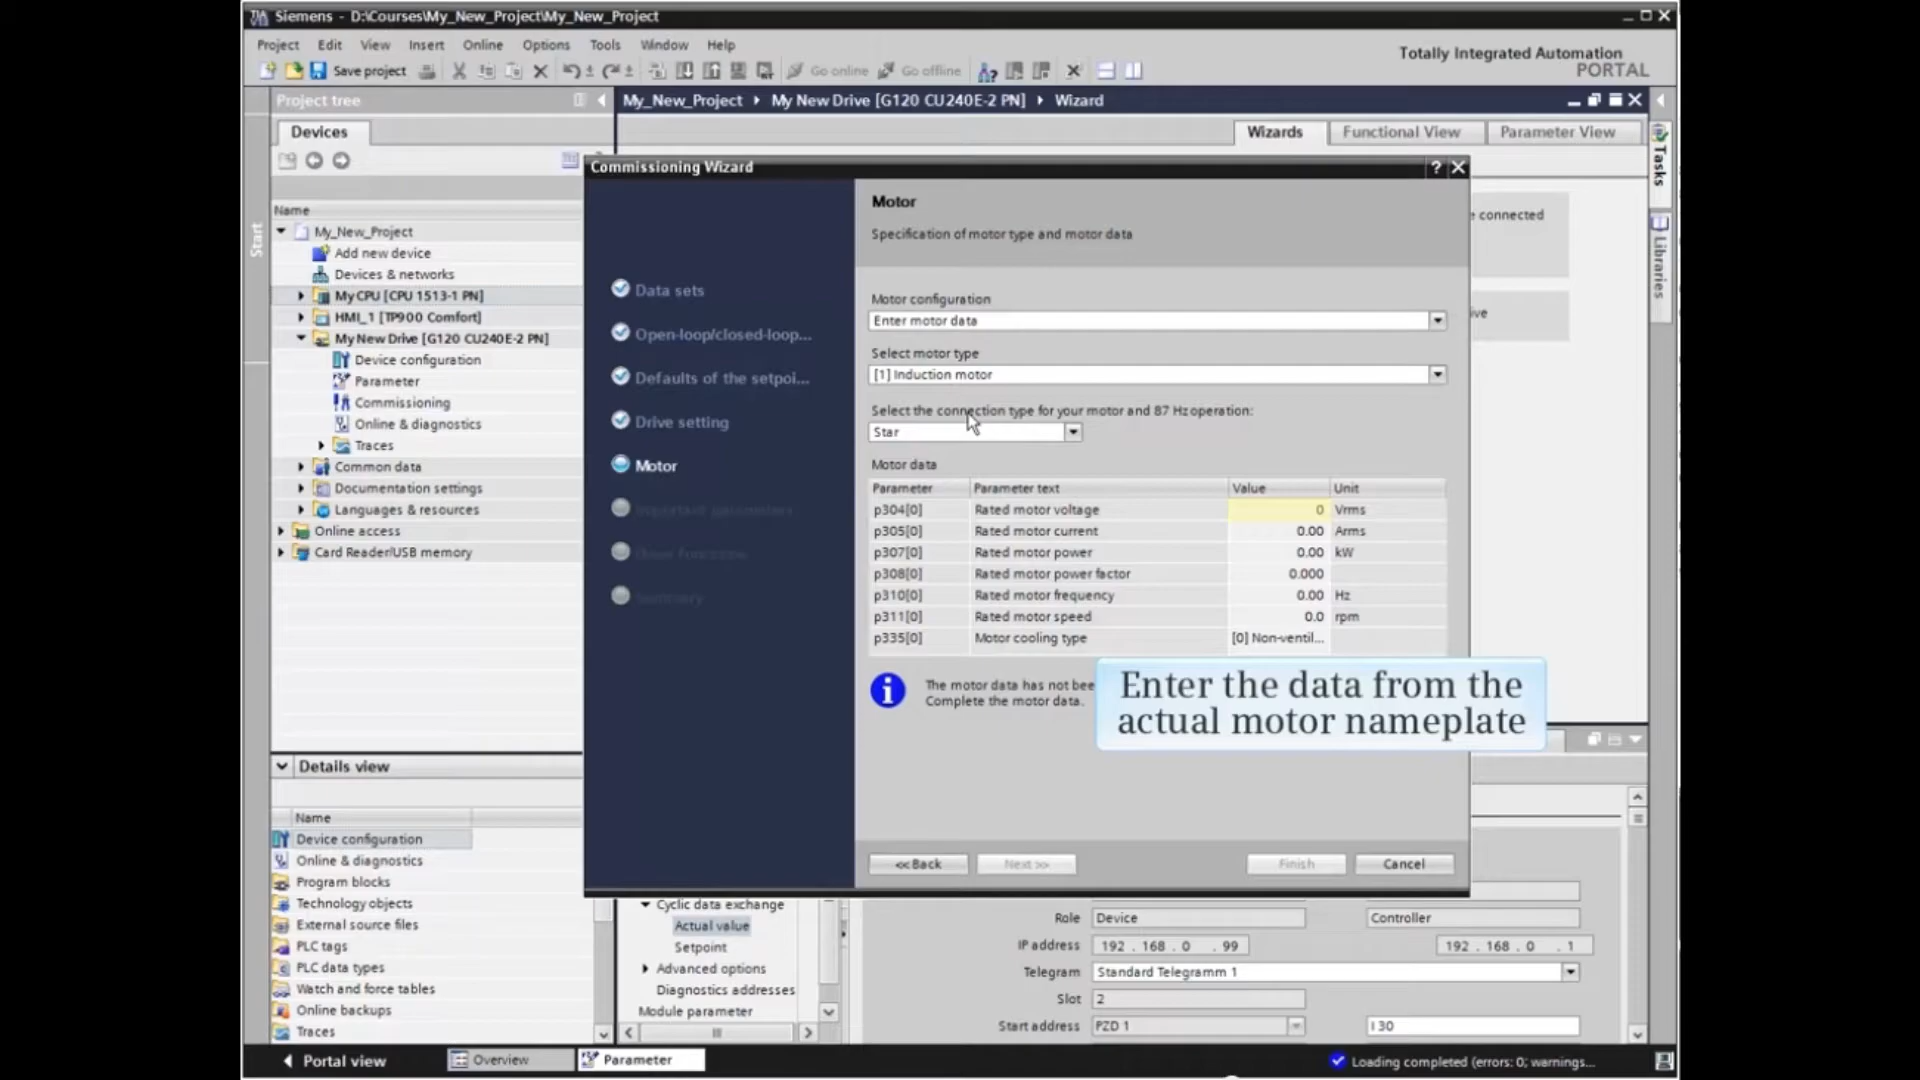 Siemens - D:\Courses\My_New_Project\My_New_Project
Project Edit View Insert Online Options Tools Window Help
Totally Integrated Automation
PORTAL
Save project
Go online
Go offline
Project tree
My_New_Project
My New Drive [G120 CU240E-2 PN]
Wizard
Devices
Wizards
Functional View
Parameter View
Tasks
Libraries
Start
Name
My_New_Project
Add new device
Devices & networks
My CPU [CPU 1513-1 PN]
HMI_1 [TP900 Comfort]
My New Drive [G120 CU240E-2 PN]
Device configuration
Parameter
Commissioning
Online & diagnostics
Traces
Common data
Documentation settings
Languages & resources
Online access
Card Reader/USB memory
Commissioning Wizard
? 
Data sets
Open-loop/closed-loop...
Defaults of the setpoi...
Drive setting
Motor
Important parameters
Summary
Motor
Specification of motor type and motor data
Motor configuration
Enter motor data
Select motor type
[1] Induction motor
Select the connection type for your motor and 87 Hz operation:
Star
Motor data
Parameter Parameter text Value Unit
p304[0] Rated motor voltage 0 Vrms
p305[0] Rated motor current 0.00 Arms
p307[0] Rated motor power 0.00 kW
p308[0] Rated motor power factor 0.000
p310[0] Rated motor frequency 0.00 Hz
p311[0] Rated motor speed 0.0 rpm
p335[0] Motor cooling type [0] Non-ventil...
The motor data has not
Complete the motor data.
Enter the data from the
actual motor nameplate
<<Back
Next >>
Finish
Cancel
connected
Details view
Name
Device configuration
Online & diagnostics
Program blocks
Technology objects
External source files
PLC tags
PLC data types
Watch and force tables
Online backups
Traces
Cyclic data exchange
Actual value
Setpoint
Advanced options
Diagnostics addresses
Module parameter
Role Device Controller
IP address 192 . 168 . 0 . 99 192 . 168 . 0 . 1
Telegram Standard Telegramm 1
Slot 2
Start address PZD 1 I 30
Portal view
Overview
Parameter
Loading completed (errors: 0; warnings...